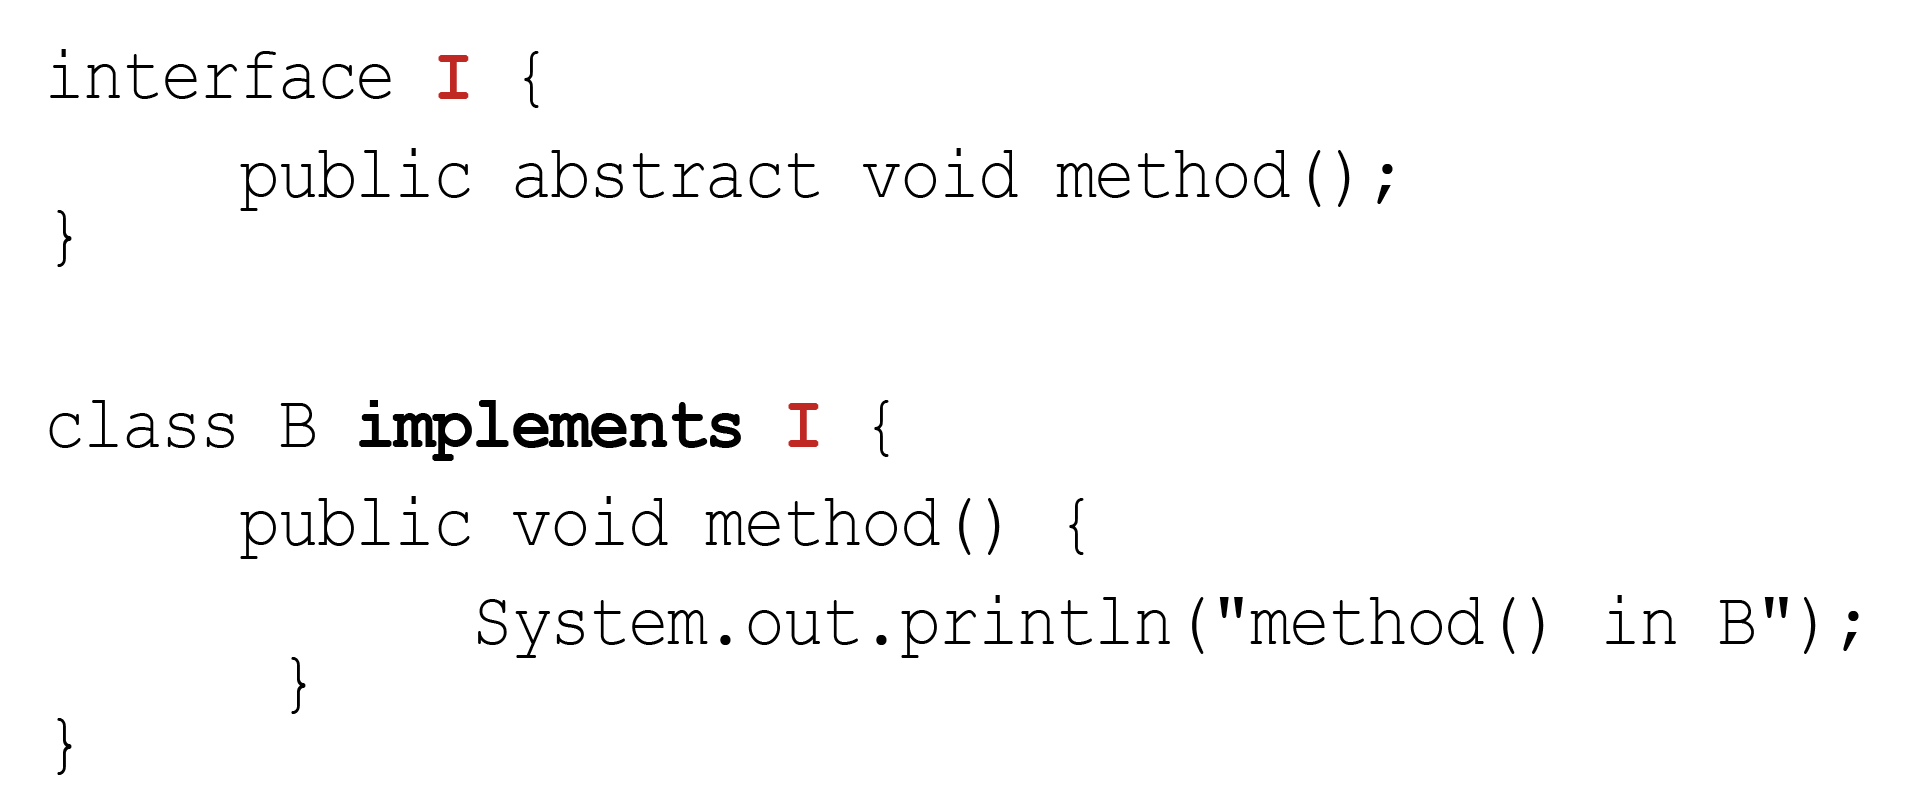 interface I {
public abstract void method();
}
class B implements I {
public void method() {
System.out.println("method() in B");
}
}